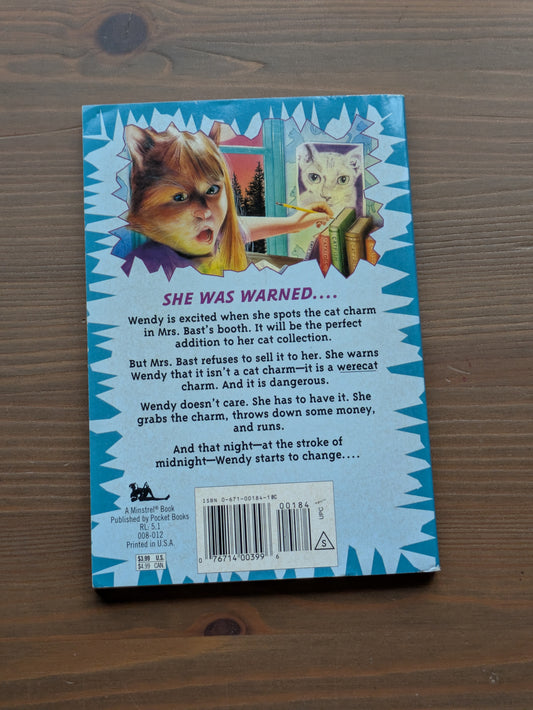 SHE WAS WARNED....
Wendy is excited when she spots the cat charm
in Mrs. Bast's booth. It will be the perfect
addition to her cat collection.
But Mrs. Bast refuses to sell it to her. She warns
Wendy that it isn't a cat charm—it is a werecat
charm. And it is dangerous.
Wendy doesn't care. She has to have it. She
grabs the charm, throws down some money,
and runs.
And that night—at the stroke of
midnight—Wendy starts to change....
A Minstrel® Book
Published by Pocket Books
RL: 5.1
008-012
Printed in U.S.A.
$3.99 U.S.
$4.99 CAN.
ISBN 0-671-00184-1
00184
0 76714 00399 6
S